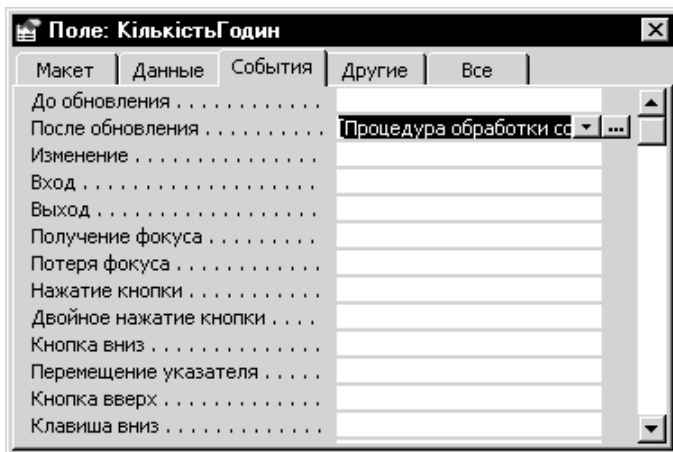 Поле: КількістьГодин
Макет Данные События Другие Все
До обновления . . . . . . . . . . . .
После обновления . . . . . . . . . . [Процедура обработки со ...
Изменение . . . . . . . . . . . . . . .
Вход . . . . . . . . . . . . . . . . . . . .
Выход . . . . . . . . . . . . . . . . . .
Получение фокуса . . . . . . . . .
Потеря фокуса . . . . . . . . . . . .
Нажатие кнопки . . . . . . . . . . .
Двойное нажатие кнопки . . . .
Кнопка вниз . . . . . . . . . . . . . .
Перемещение указателя . . . . .
Кнопка вверх . . . . . . . . . . . . .
Клавиша вниз . . . . . . . . . . . . .